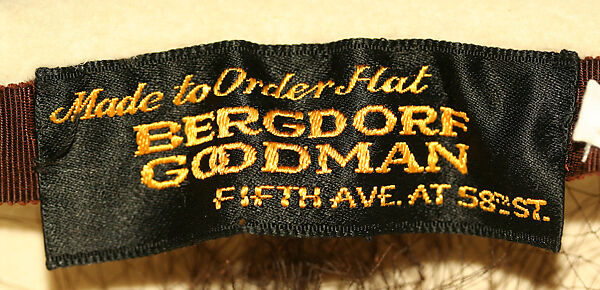 Made to Order Hat
BERGDORF
GOODMAN
FIFTH AVE. AT 58TH ST.